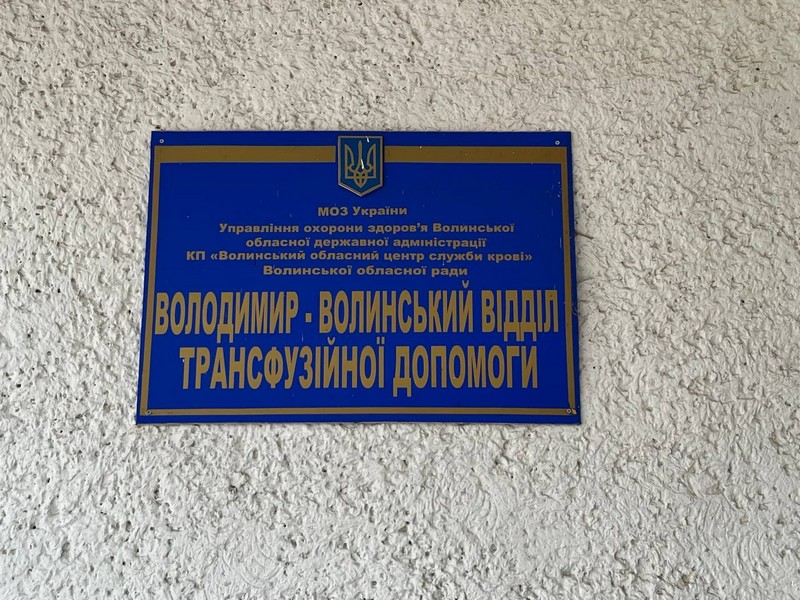 МОЗ України
Управління охорони здоров'я Волинської
обласної державної адміністрації
КП «Волинський обласний центр служби крові»
Волинської обласної ради
ВОЛОДИМИР - ВОЛИНСЬКИЙ ВІДДІЛ
ТРАНСФУЗІЙНОЇ ДОПОМОГИ